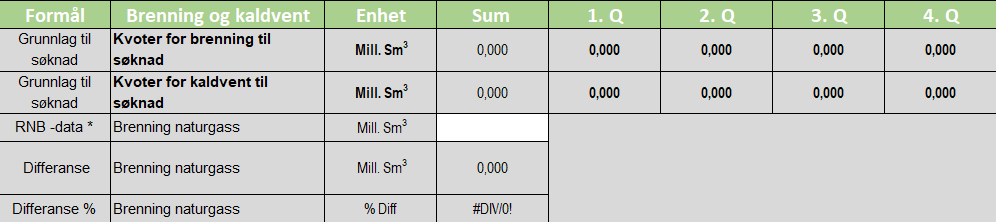 Formål Brenning og kaldvent Enhet Sum 1. Q 2. Q 3. Q 4. Q
Grunnlag til søknad Kvoter for brenning til søknad Mill. Sm³ 0,000 0,000 0,000 0,000 0,000
Grunnlag til søknad Kvoter for kaldvent til søknad Mill. Sm³ 0,000 0,000 0,000 0,000 0,000
RNB -data * Brenning naturgass Mill. Sm³
Differanse Brenning naturgass Mill. Sm³ 0,000
Differanse % Brenning naturgass % Diff #DIV/0!